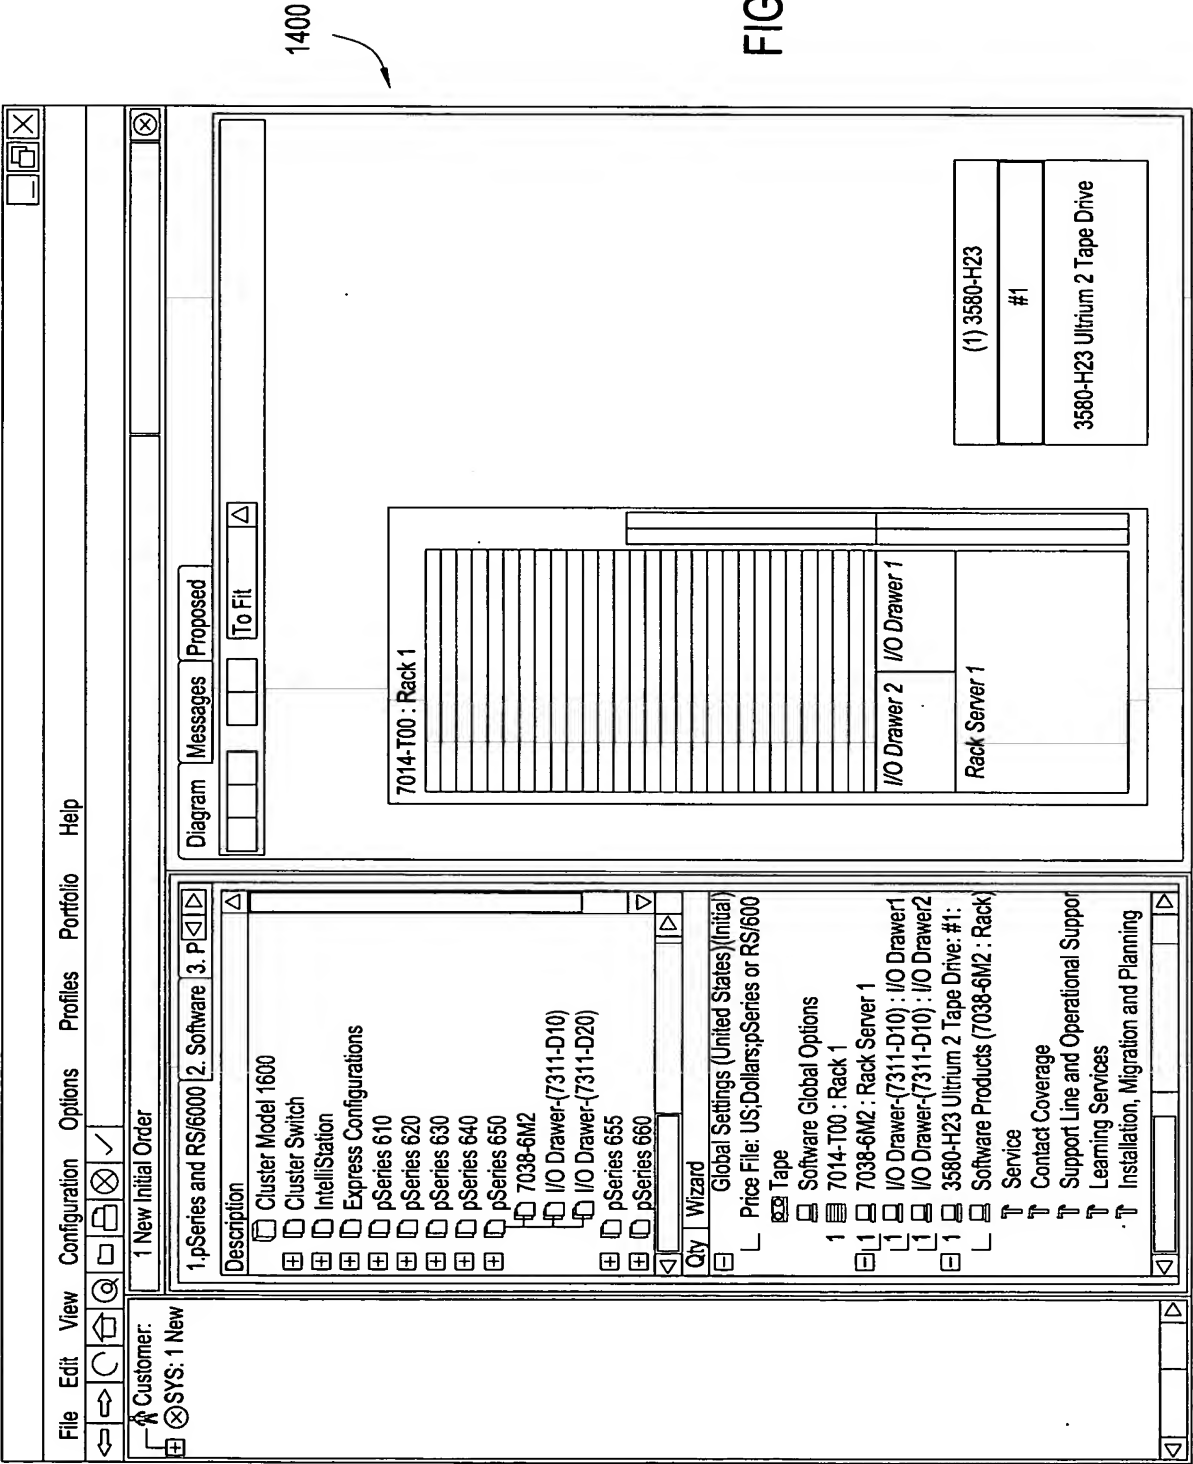 1400
FIG
File Edit View Configuration Options Profiles Portfolio Help
Customer:
SYS: 1 New
1 New Initial Order
1.pSeries and RS/6000 2. Software 3. P
Description
Cluster Model 1600
Cluster Switch
IntelliStation
Express Configurations
pSeries 610
pSeries 620
pSeries 630
pSeries 640
pSeries 650
7038-6M2
I/O Drawer-(7311-D10)
I/O Drawer-(7311-D20)
pSeries 655
pSeries 660
Qty Wizard
Global Settings (United States)(Initial)
Price File: US;Dollars;pSeries or RS/600
Tape
Software Global Options
1 7014-T00 : Rack 1
1 7038-6M2 : Rack Server 1
1 I/O Drawer-(7311-D10) : I/O Drawer1
1 I/O Drawer-(7311-D10) : I/O Drawer2
1 3580-H23 Ultrium 2 Tape Drive: #1:
Software Products (7038-6M2 : Rack)
Service
Contact Coverage
Support Line and Operational Suppor
Learning Services
Installation, Migration and Planning
Diagram Messages Proposed
To Fit
7014-T00 : Rack 1
I/O Drawer 2 I/O Drawer 1
Rack Server 1
(1) 3580-H23
#1
3580-H23 Ultrium 2 Tape Drive